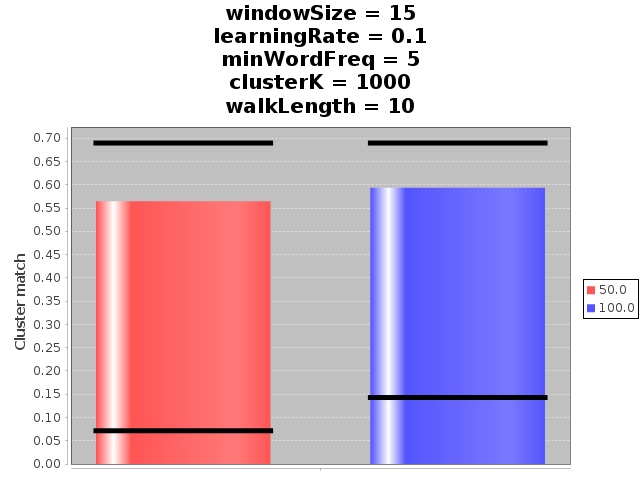 windowSize = 15
learningRate = 0.1
minWordFreq = 5
clusterK = 1000
walkLength = 10
0.70
0.65
0.60
0.55
0.50
0.45
0.40
0.35
0.30
0.25
0.20
0.15
0.10
0.05
0.00
Cluster match
50.0
100.0